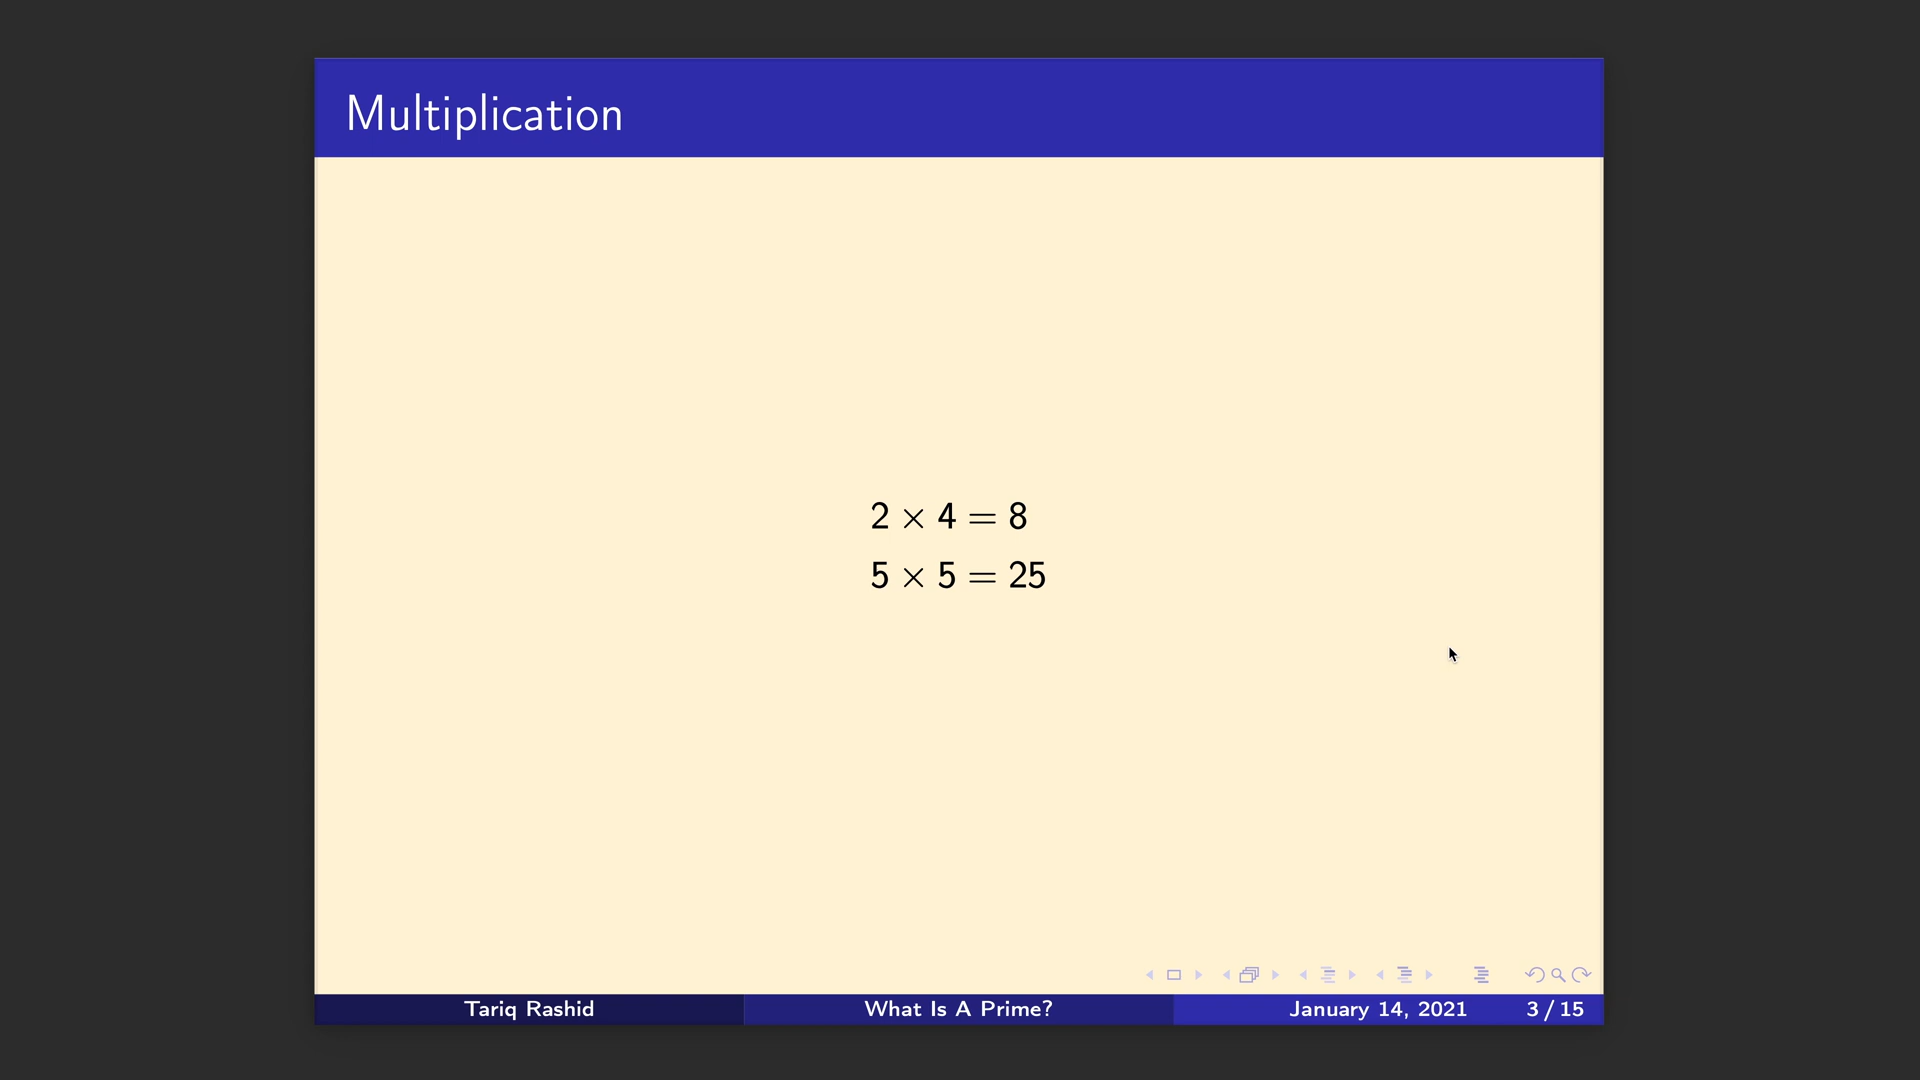 Multiplication
2 × 4 = 8
5 × 5 = 25
Tariq Rashid What Is A Prime? January 14, 2021 3 / 15